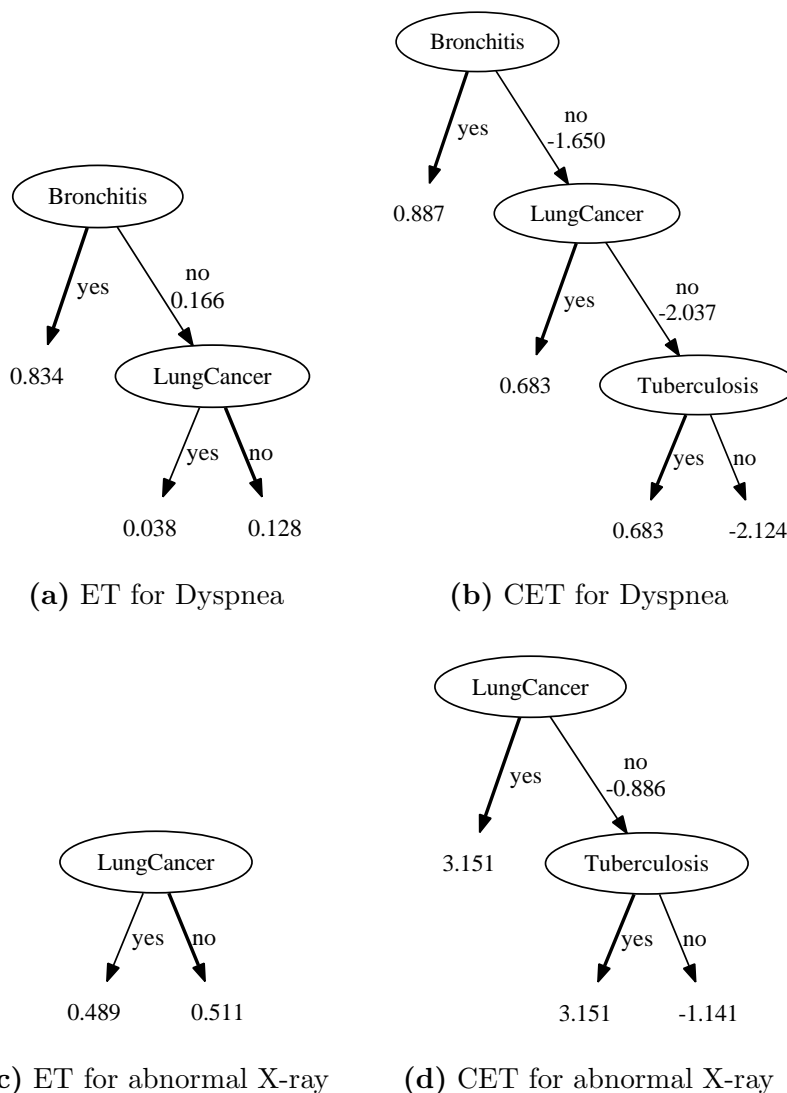 Bronchitis
yes
no
0.166
0.834
LungCancer
yes
no
0.038
0.128
(a) ET for Dyspnea
Bronchitis
yes
no
-1.650
0.887
LungCancer
yes
no
-2.037
0.683
Tuberculosis
yes
no
0.683
-2.124
(b) CET for Dyspnea
LungCancer
yes
no
0.489
0.511
c) ET for abnormal X-ray
LungCancer
yes
no
-0.886
3.151
Tuberculosis
yes
no
3.151
-1.141
(d) CET for abnormal X-ray